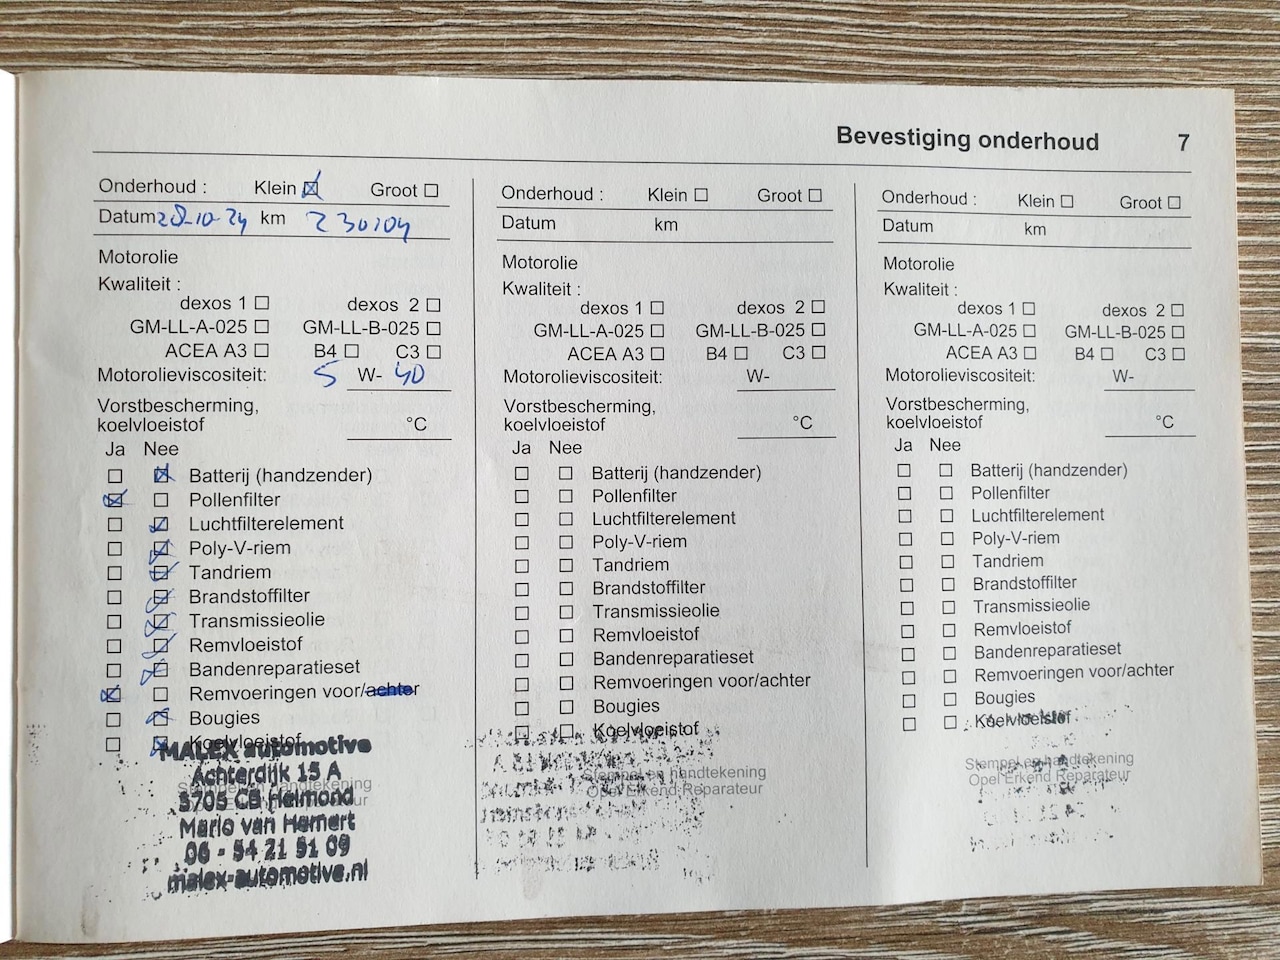 Bevestiging onderhoud 7
Onderhoud : Klein ☒ Groot ☐
Datum 28-10-24 km 230104
Motorolie
Kwaliteit :
dexos 1 ☐ dexos 2 ☐
GM-LL-A-025 ☐ GM-LL-B-025 ☐
ACEA A3 ☐ B4 ☐ C3 ☐
Motorolieviscositeit: 5 W- 40
Vorstbescherming,
koelvloeistof °C
Ja Nee
☐ ☒ Batterij (handzender)
☒ ☐ Pollenfilter
☐ ☒ Luchtfilterelement
☐ ☒ Poly-V-riem
☐ ☒ Tandriem
☐ ☒ Brandstoffilter
☐ ☒ Transmissieolie
☐ ☒ Remvloeistof
☐ ☒ Bandenreparatieset
☒ ☐ Remvoeringen voor/achter
☐ ☒ Bougies
☐ ☒ Koelvloeistof
MALEX automotive
Achterdijk 15 A
5705 CB Helmond
Mario van Hemert
06 - 54 21 51 09
malex-automotive.nl
Stempel en handtekening
Opel Erkend Reparateur
Onderhoud : Klein ☐ Groot ☐
Datum km
Motorolie
Kwaliteit :
dexos 1 ☐ dexos 2 ☐
GM-LL-A-025 ☐ GM-LL-B-025 ☐
ACEA A3 ☐ B4 ☐ C3 ☐
Motorolieviscositeit: W-
Vorstbescherming,
koelvloeistof °C
Ja Nee
☐ ☐ Batterij (handzender)
☐ ☐ Pollenfilter
☐ ☐ Luchtfilterelement
☐ ☐ Poly-V-riem
☐ ☐ Tandriem
☐ ☐ Brandstoffilter
☐ ☐ Transmissieolie
☐ ☐ Remvloeistof
☐ ☐ Bandenreparatieset
☐ ☐ Remvoeringen voor/achter
☐ ☐ Bougies
☐ ☐ Koelvloeistof
Stempel en handtekening
Opel Erkend Reparateur
Onderhoud : Klein ☐ Groot ☐
Datum km
Motorolie
Kwaliteit :
dexos 1 ☐ dexos 2 ☐
GM-LL-A-025 ☐ GM-LL-B-025 ☐
ACEA A3 ☐ B4 ☐ C3 ☐
Motorolieviscositeit: W-
Vorstbescherming,
koelvloeistof °C
Ja Nee
☐ ☐ Batterij (handzender)
☐ ☐ Pollenfilter
☐ ☐ Luchtfilterelement
☐ ☐ Poly-V-riem
☐ ☐ Tandriem
☐ ☐ Brandstoffilter
☐ ☐ Transmissieolie
☐ ☐ Remvloeistof
☐ ☐ Bandenreparatieset
☐ ☐ Remvoeringen voor/achter
☐ ☐ Bougies
☐ ☐ Koelvloeistof
Stempel en handtekening
Opel Erkend Reparateur